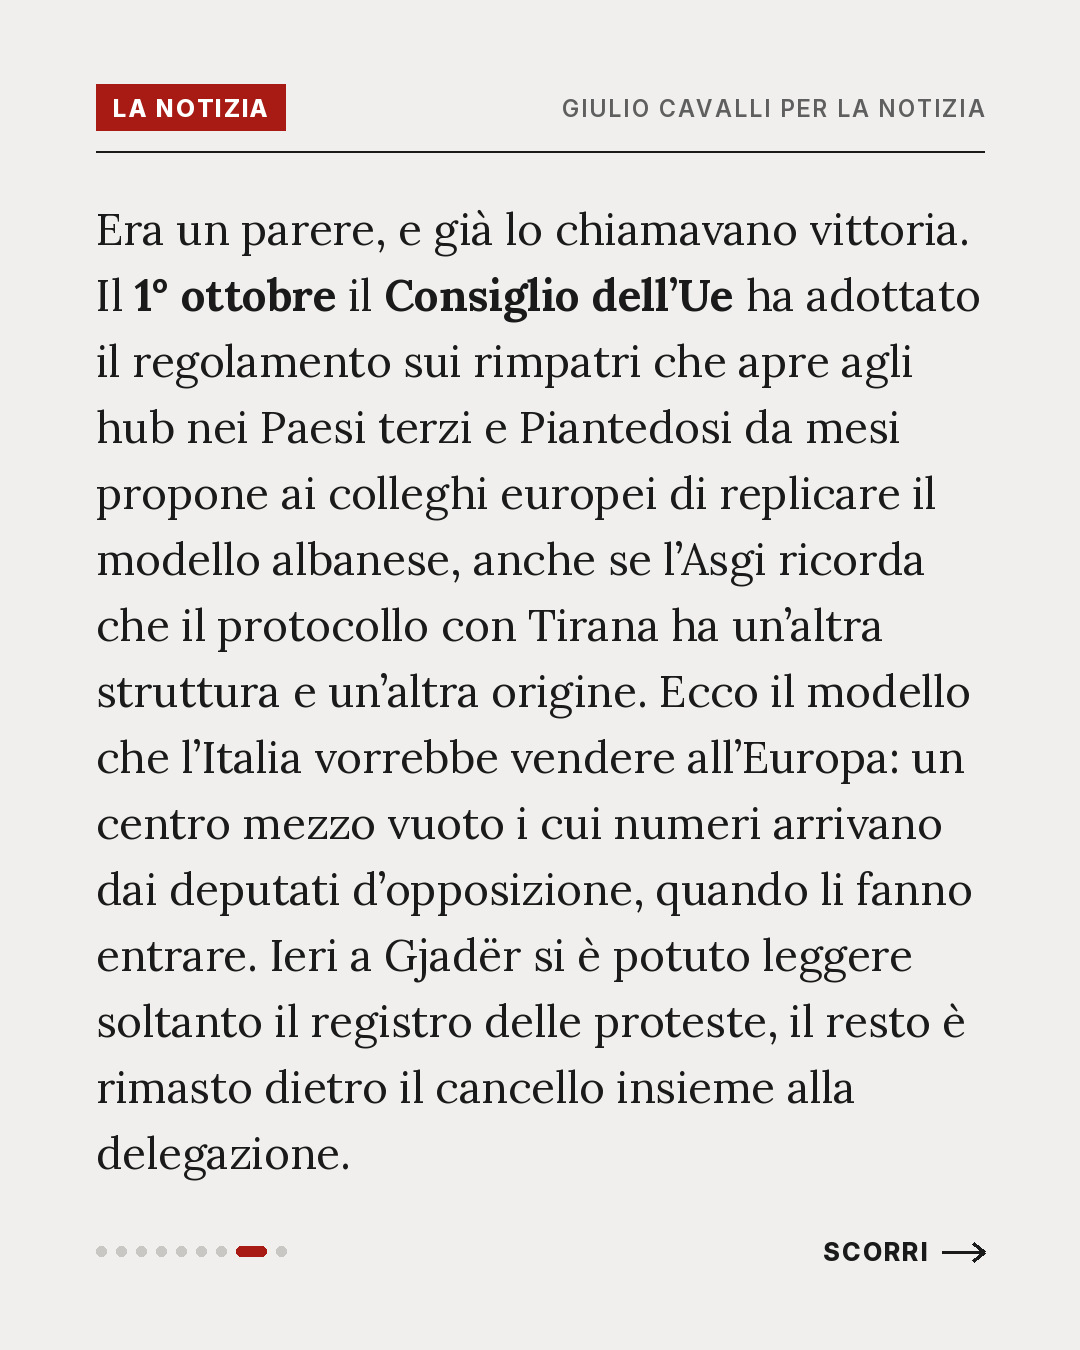 LA NOTIZIA
GIULIO CAVALLI PER LA NOTIZIA
Era un parere, e già lo chiamavano vittoria.
Il 1° ottobre il Consiglio dell’Ue ha adottato
il regolamento sui rimpatri che apre agli
hub nei Paesi terzi e Piantedosi da mesi
propone ai colleghi europei di replicare il
modello albanese, anche se l’Asgi ricorda
che il protocollo con Tirana ha un’altra
struttura e un’altra origine. Ecco il modello
che l’Italia vorrebbe vendere all’Europa: un
centro mezzo vuoto i cui numeri arrivano
dai deputati d’opposizione, quando li fanno
entrare. Ieri a Gjadër si è potuto leggere
soltanto il registro delle proteste, il resto è
rimasto dietro il cancello insieme alla
delegazione.
SCORRI